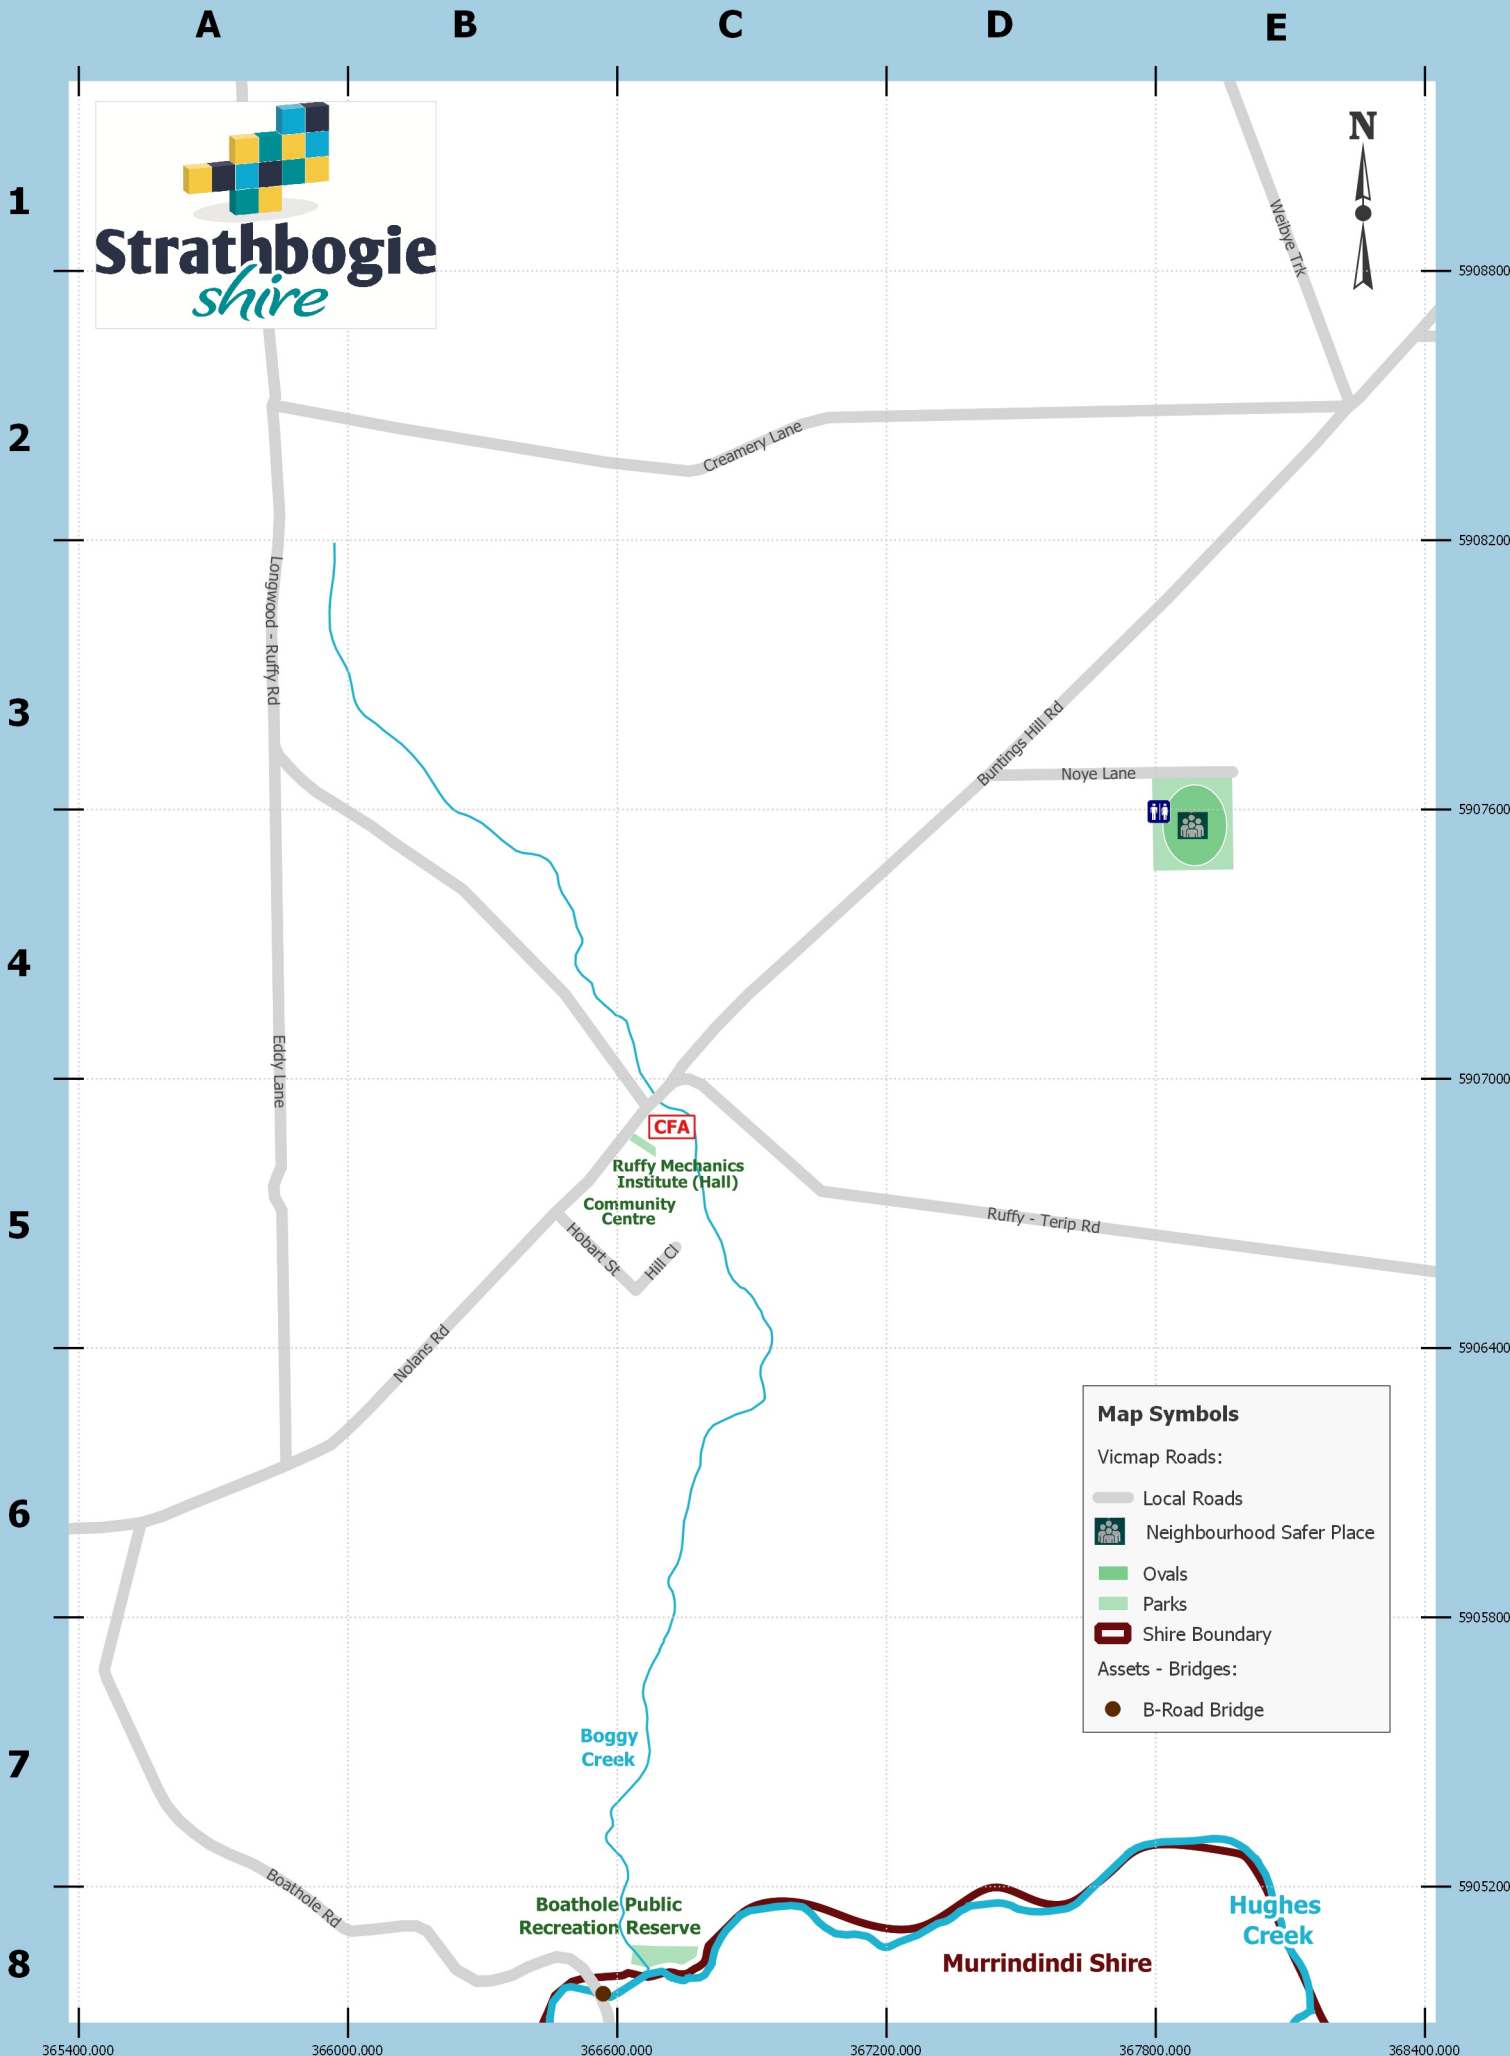 A B C D E
N
1
Strathbogie
shire
Weibye Trk
5908800
2
Creamery Lane
5908200
Longwood - Ruffy Rd
3
Buntings Hill Rd
Noye Lane
5907600
4
Eddy Lane
5907000
CFA
Ruffy Mechanics
Institute (Hall)
Community
Centre
5
Ruffy - Terip Rd
Hobart St
Hill Cl
Nolans Rd
5906400
Map Symbols
Vicmap Roads:
Local Roads
Neighbourhood Safer Place
Ovals
Parks
Shire Boundary
Assets - Bridges:
B-Road Bridge
6
5905800
Boggy
Creek
7
Boathole Rd
5905200
Boathole Public
Recreation Reserve
Hughes
Creek
Murrindindi Shire
8
365400.000 366000.000 366600.000 367200.000 367800.000 368400.000